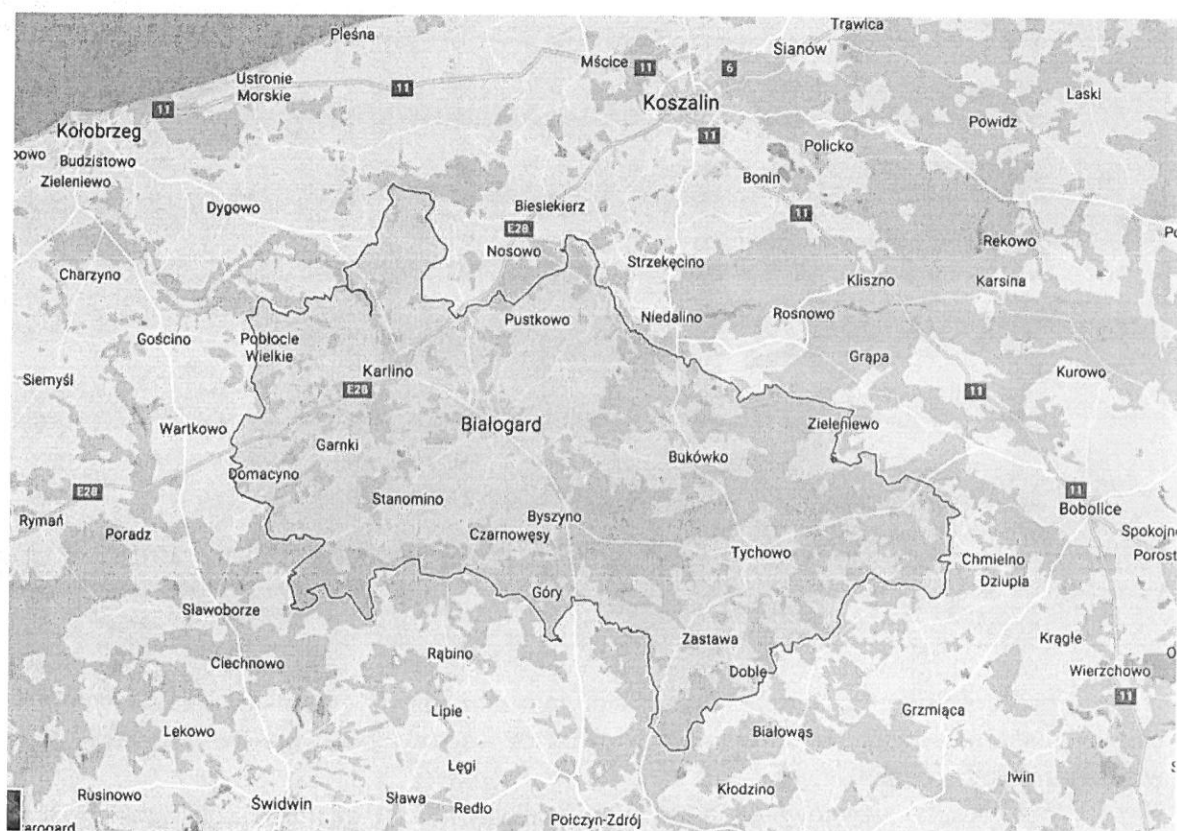 Trawica
Pleśna
Sianów
Mścice
11
6
Ustronie
Morskie
11
Laski
11
Koszalin
Powidz
Kołobrzeg
11
Policko
Budzistowo
Zieleniewo
Bonin
Dygowo
Biesiekierz
11
E28
Nosowo
Rekowo
Strzekęcino
Charzyno
Kliszno
Karsina
Pustkowo
Niedalino
Rosnowo
Gościno
Pobłocie
Wielkie
Grąpa
Karlino
Kurowo
Siemyśl
E28
11
Białogard
Zieleniewo
Wartkowo
Garnki
Bukówko
Domacyno
E28
Stanomino
11
Bobolice
Rymań
Poradz
Byszyno
Czarnowęsy
Spokojne
Tychowo
Porost
Chmielno
Dziupla
Góry
Sławoborze
Zastawa
Krągłe
Rąbino
Ciechnowo
Doble
Wierzchowo
11
Lipie
Grzmiąca
Lekowo
Białowąs
Łęgi
Iwin
Kłodzino
Rusinowo
Świdwin
Sława
Redło
Połczyn-Zdrój
arogard